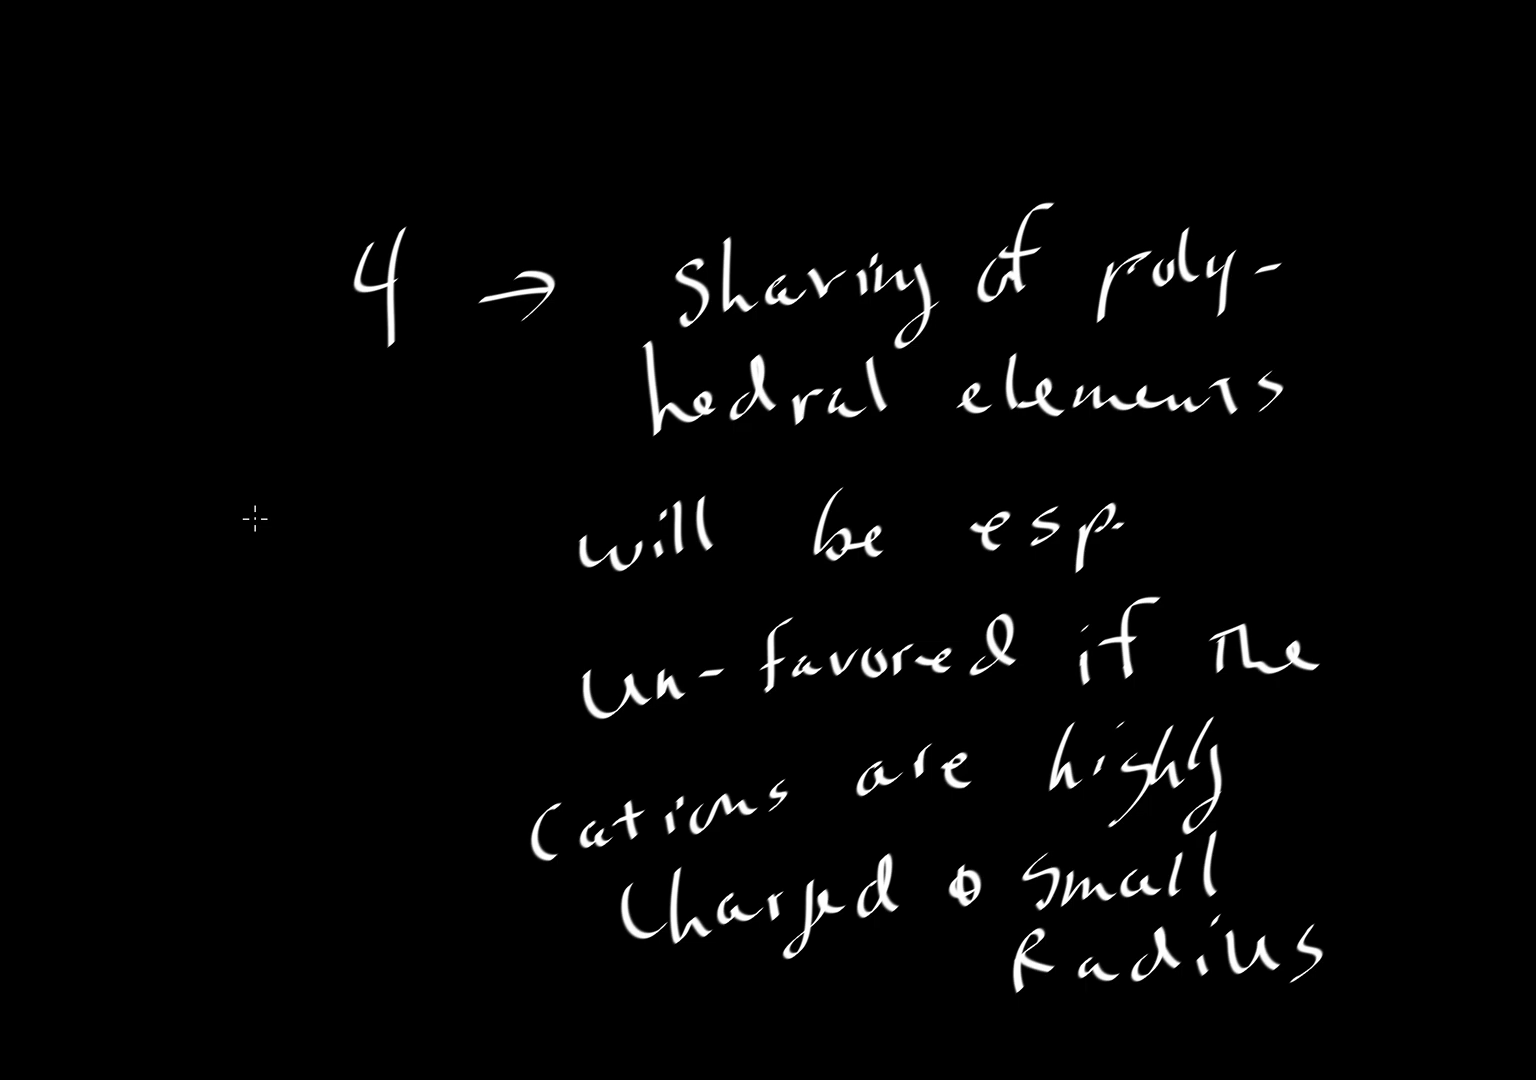 4 → Sharing of poly-
hedral elements
will be esp.
un-favored if the
cations are highly
charged & small
Radius